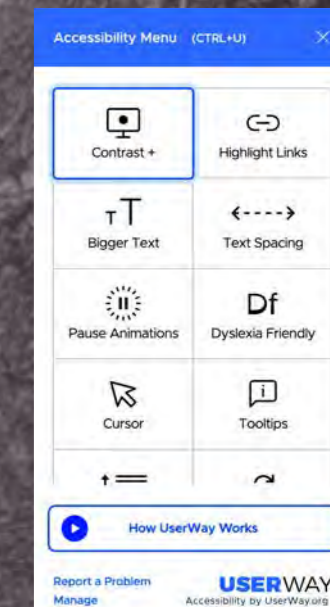 Accessibility Menu (CTRL+U)
Contrast +
Highlight Links
Bigger Text
Text Spacing
Pause Animations
Df
Dyslexia Friendly
Cursor
Tooltips
How UserWay Works
Report a Problem
Manage
USERWAY
Accessibility by UserWay.org